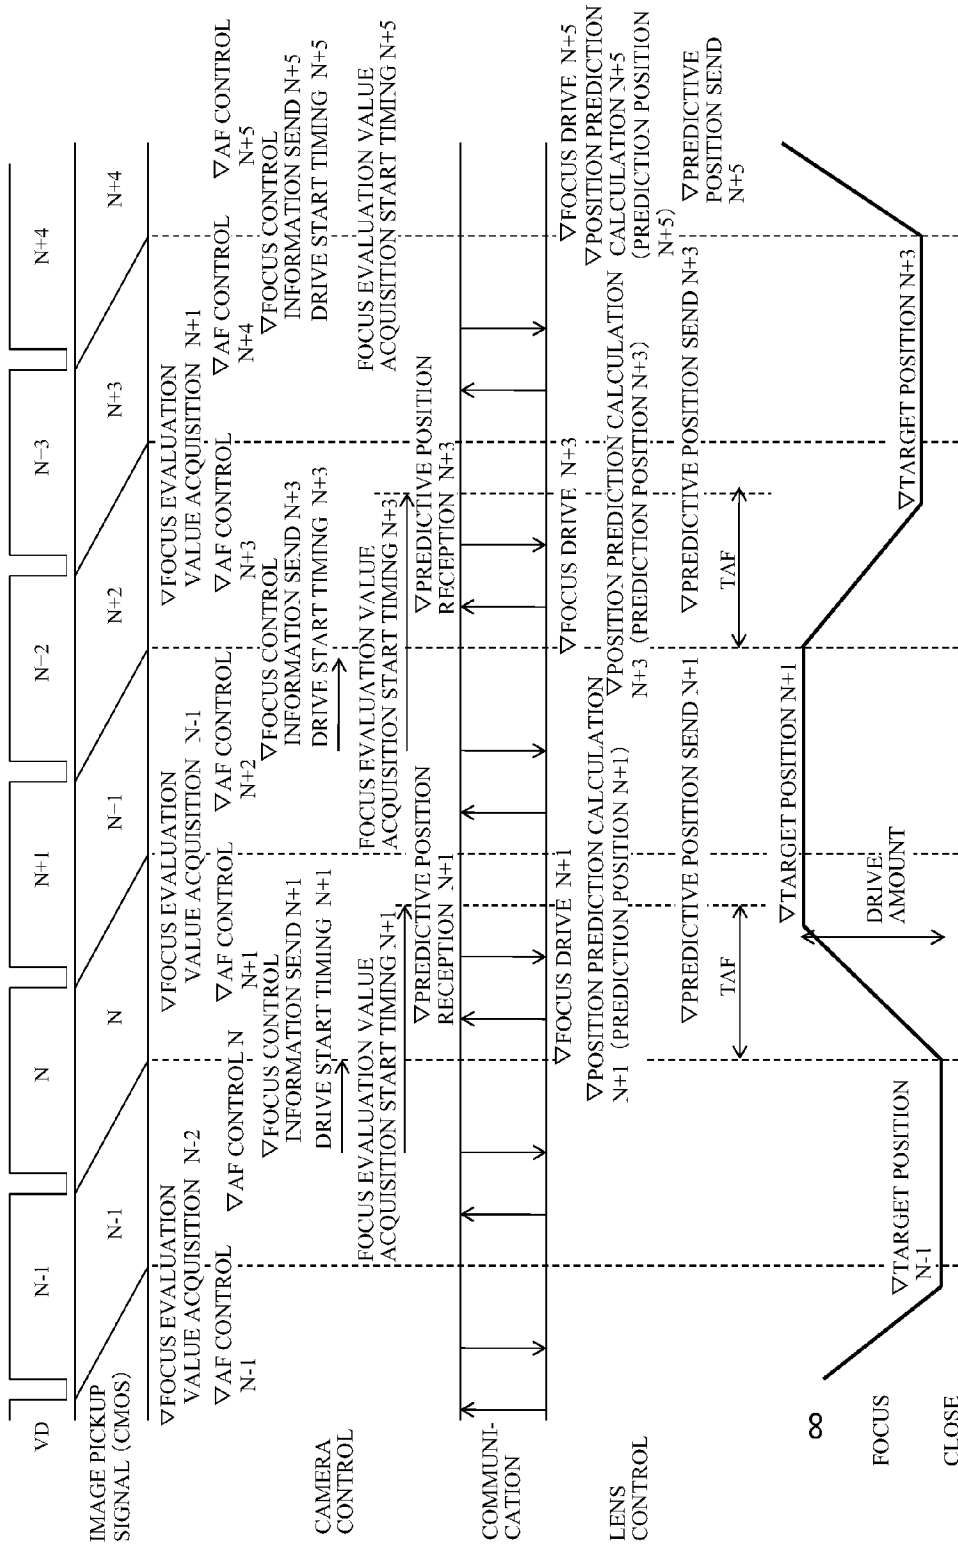 VD
N-1
N
N+1
N−2
N−3
N+4
IMAGE PICKUP
SIGNAL (CMOS)
N-1
N
N−1
N+2
N+3
N+4
CAMERA
CONTROL
▽FOCUS EVALUATION
VALUE ACQUISITION N-2
▽AF CONTROL
N-1
▽AF CONTROL N
▽FOCUS EVALUATION
VALUE ACQUISITION N-1
▽AF CONTROL
N+1
▽FOCUS CONTROL
INFORMATION SEND N+1
DRIVE START TIMING N+1
FOCUS EVALUATION VALUE
ACQUISITION START TIMING N+1
▽PREDICTIVE POSITION
RECEPTION N+1
▽AF CONTROL
N+2
▽FOCUS EVALUATION
VALUE ACQUISITION N+1
▽AF CONTROL
N+3
▽FOCUS CONTROL
INFORMATION SEND N+3
DRIVE START TIMING N+3
FOCUS EVALUATION VALUE
ACQUISITION START TIMING N+3
▽PREDICTIVE POSITION
RECEPTION N+3
▽AF CONTROL
N+4
▽AF CONTROL
N+5
▽FOCUS CONTROL
INFORMATION SEND N+5
DRIVE START TIMING N+5
FOCUS EVALUATION VALUE
ACQUISITION START TIMING N+5
COMMUNI-
CATION
LENS
CONTROL
▽FOCUS DRIVE N+1
▽POSITION PREDICTION CALCULATION
N+1 (PREDICTION POSITION N+1)
▽PREDICTIVE POSITION SEND N+1
TAF
▽FOCUS DRIVE N+3
▽POSITION PREDICTION CALCULATION
N+3 (PREDICTION POSITION N+3)
▽PREDICTIVE POSITION SEND N+3
TAF
▽FOCUS DRIVE N+5
▽POSITION PREDICTION
CALCULATION N+5
(PREDICTION POSITION
N+5)
▽PREDICTIVE
POSITION SEND
N+5
∞
FOCUS
CLOSE
▽TARGET POSITION
N-1
▽TARGET POSITION N+1
DRIVE
AMOUNT
▽TARGET POSITION N+3